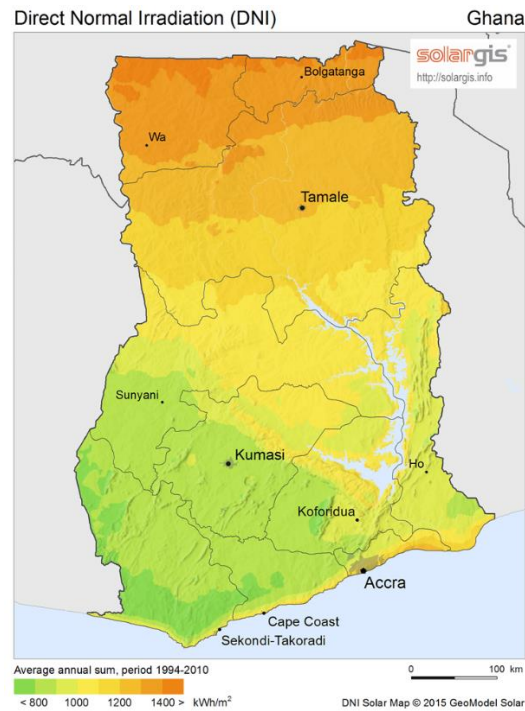 Direct Normal Irradiation (DNI) Ghana
solargis
http://solargis.info
Bolgatanga
Wa
Tamale
Sunyani
Kumasi
Ho
Koforidua
Accra
Cape Coast
Sekondi-Takoradi
Average annual sum, period 1994-2010
0 100 km
< 800 1000 1200 1400 > kWh/m²
DNI Solar Map © 2015 GeoModel Solar